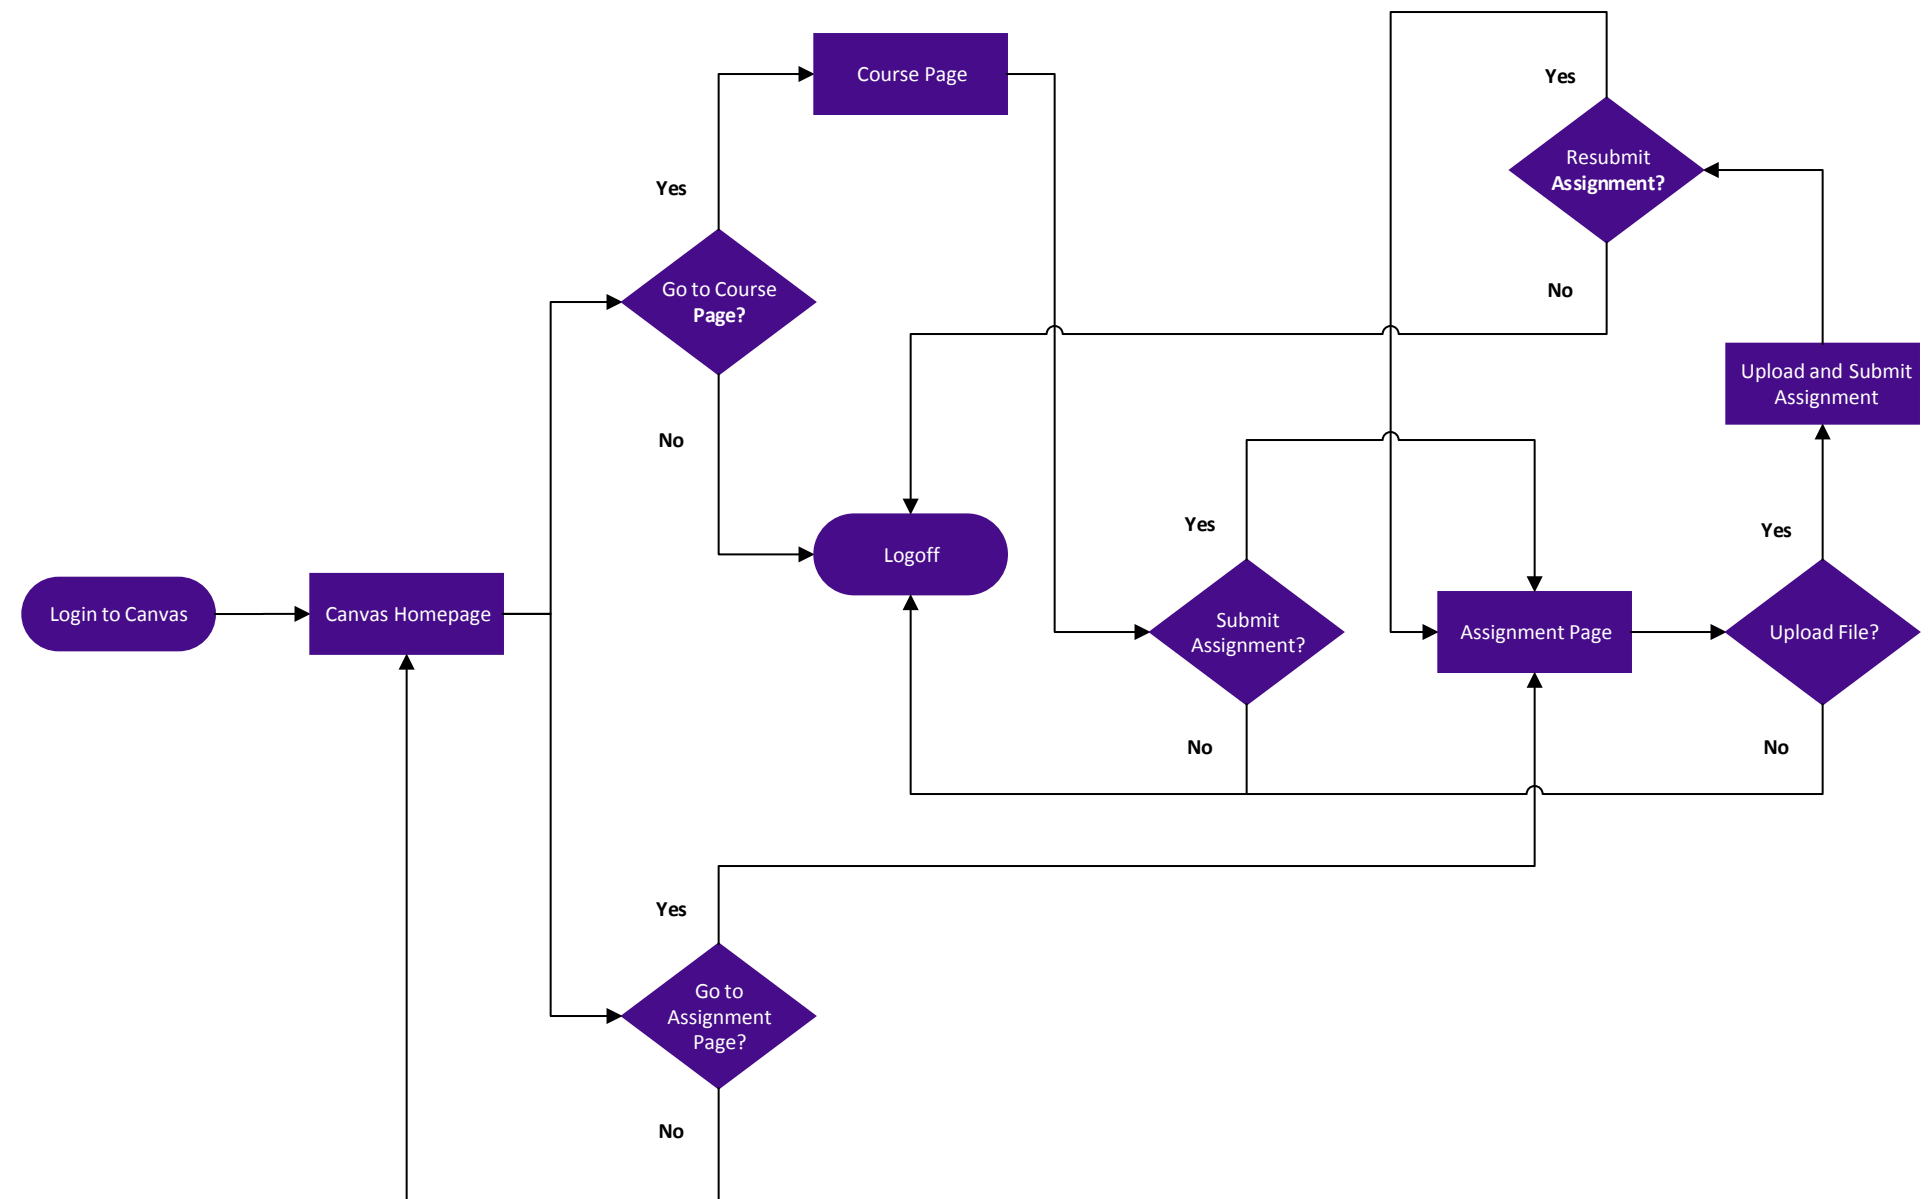 Course Page
Yes
Yes
Resubmit
Assignment?
Yes
Go to Course
Page?
No
No
Upload and Submit
Assignment
Yes
Yes
Logoff
Login to Canvas
Canvas Homepage
Submit
Assignment?
Assignment Page
Upload File?
No
No
Yes
Go to
Assignment
Page?
No